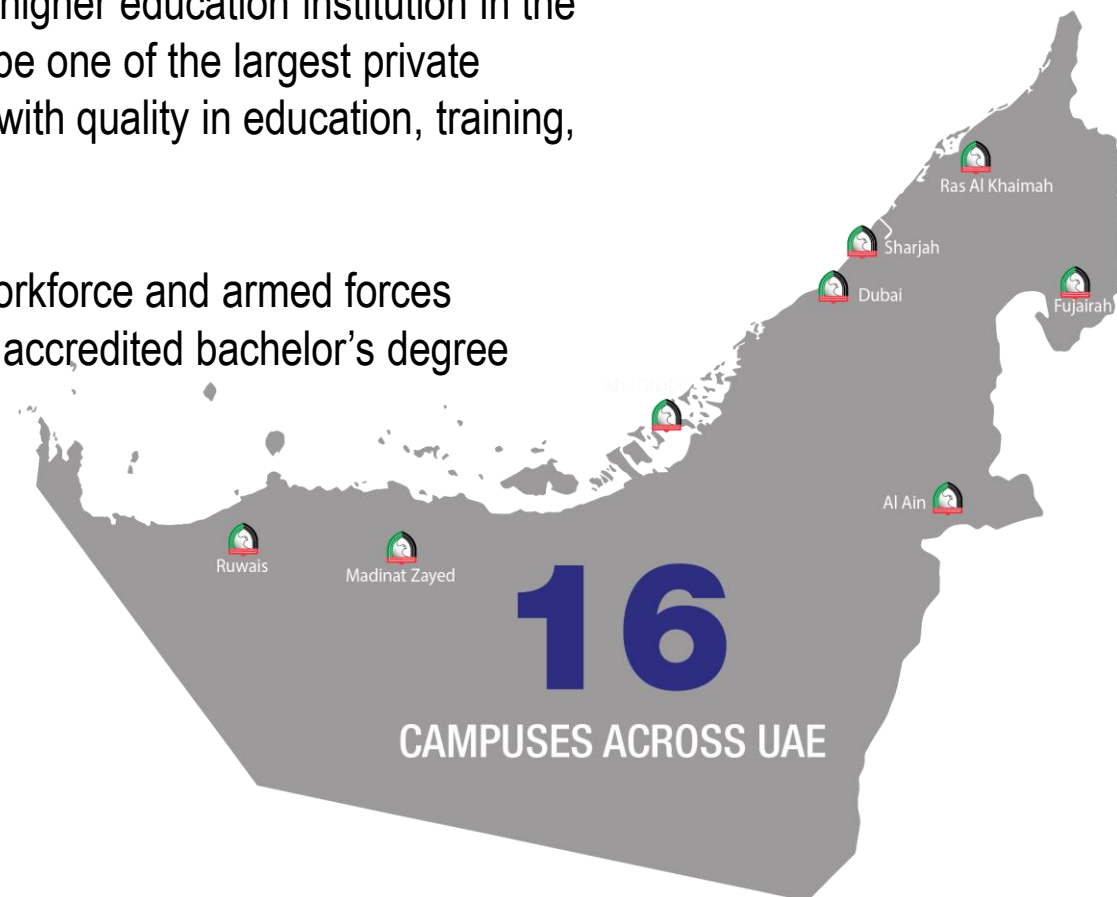 higher education institution in the
be one of the largest private
with quality in education, training,
orkforce and armed forces
accredited bachelor's degree
Ras Al Khaimah
Sharjah
Dubai
Fujairah
Al Ain
Ruwais
Madinat Zayed
16
CAMPUSES ACROSS UAE